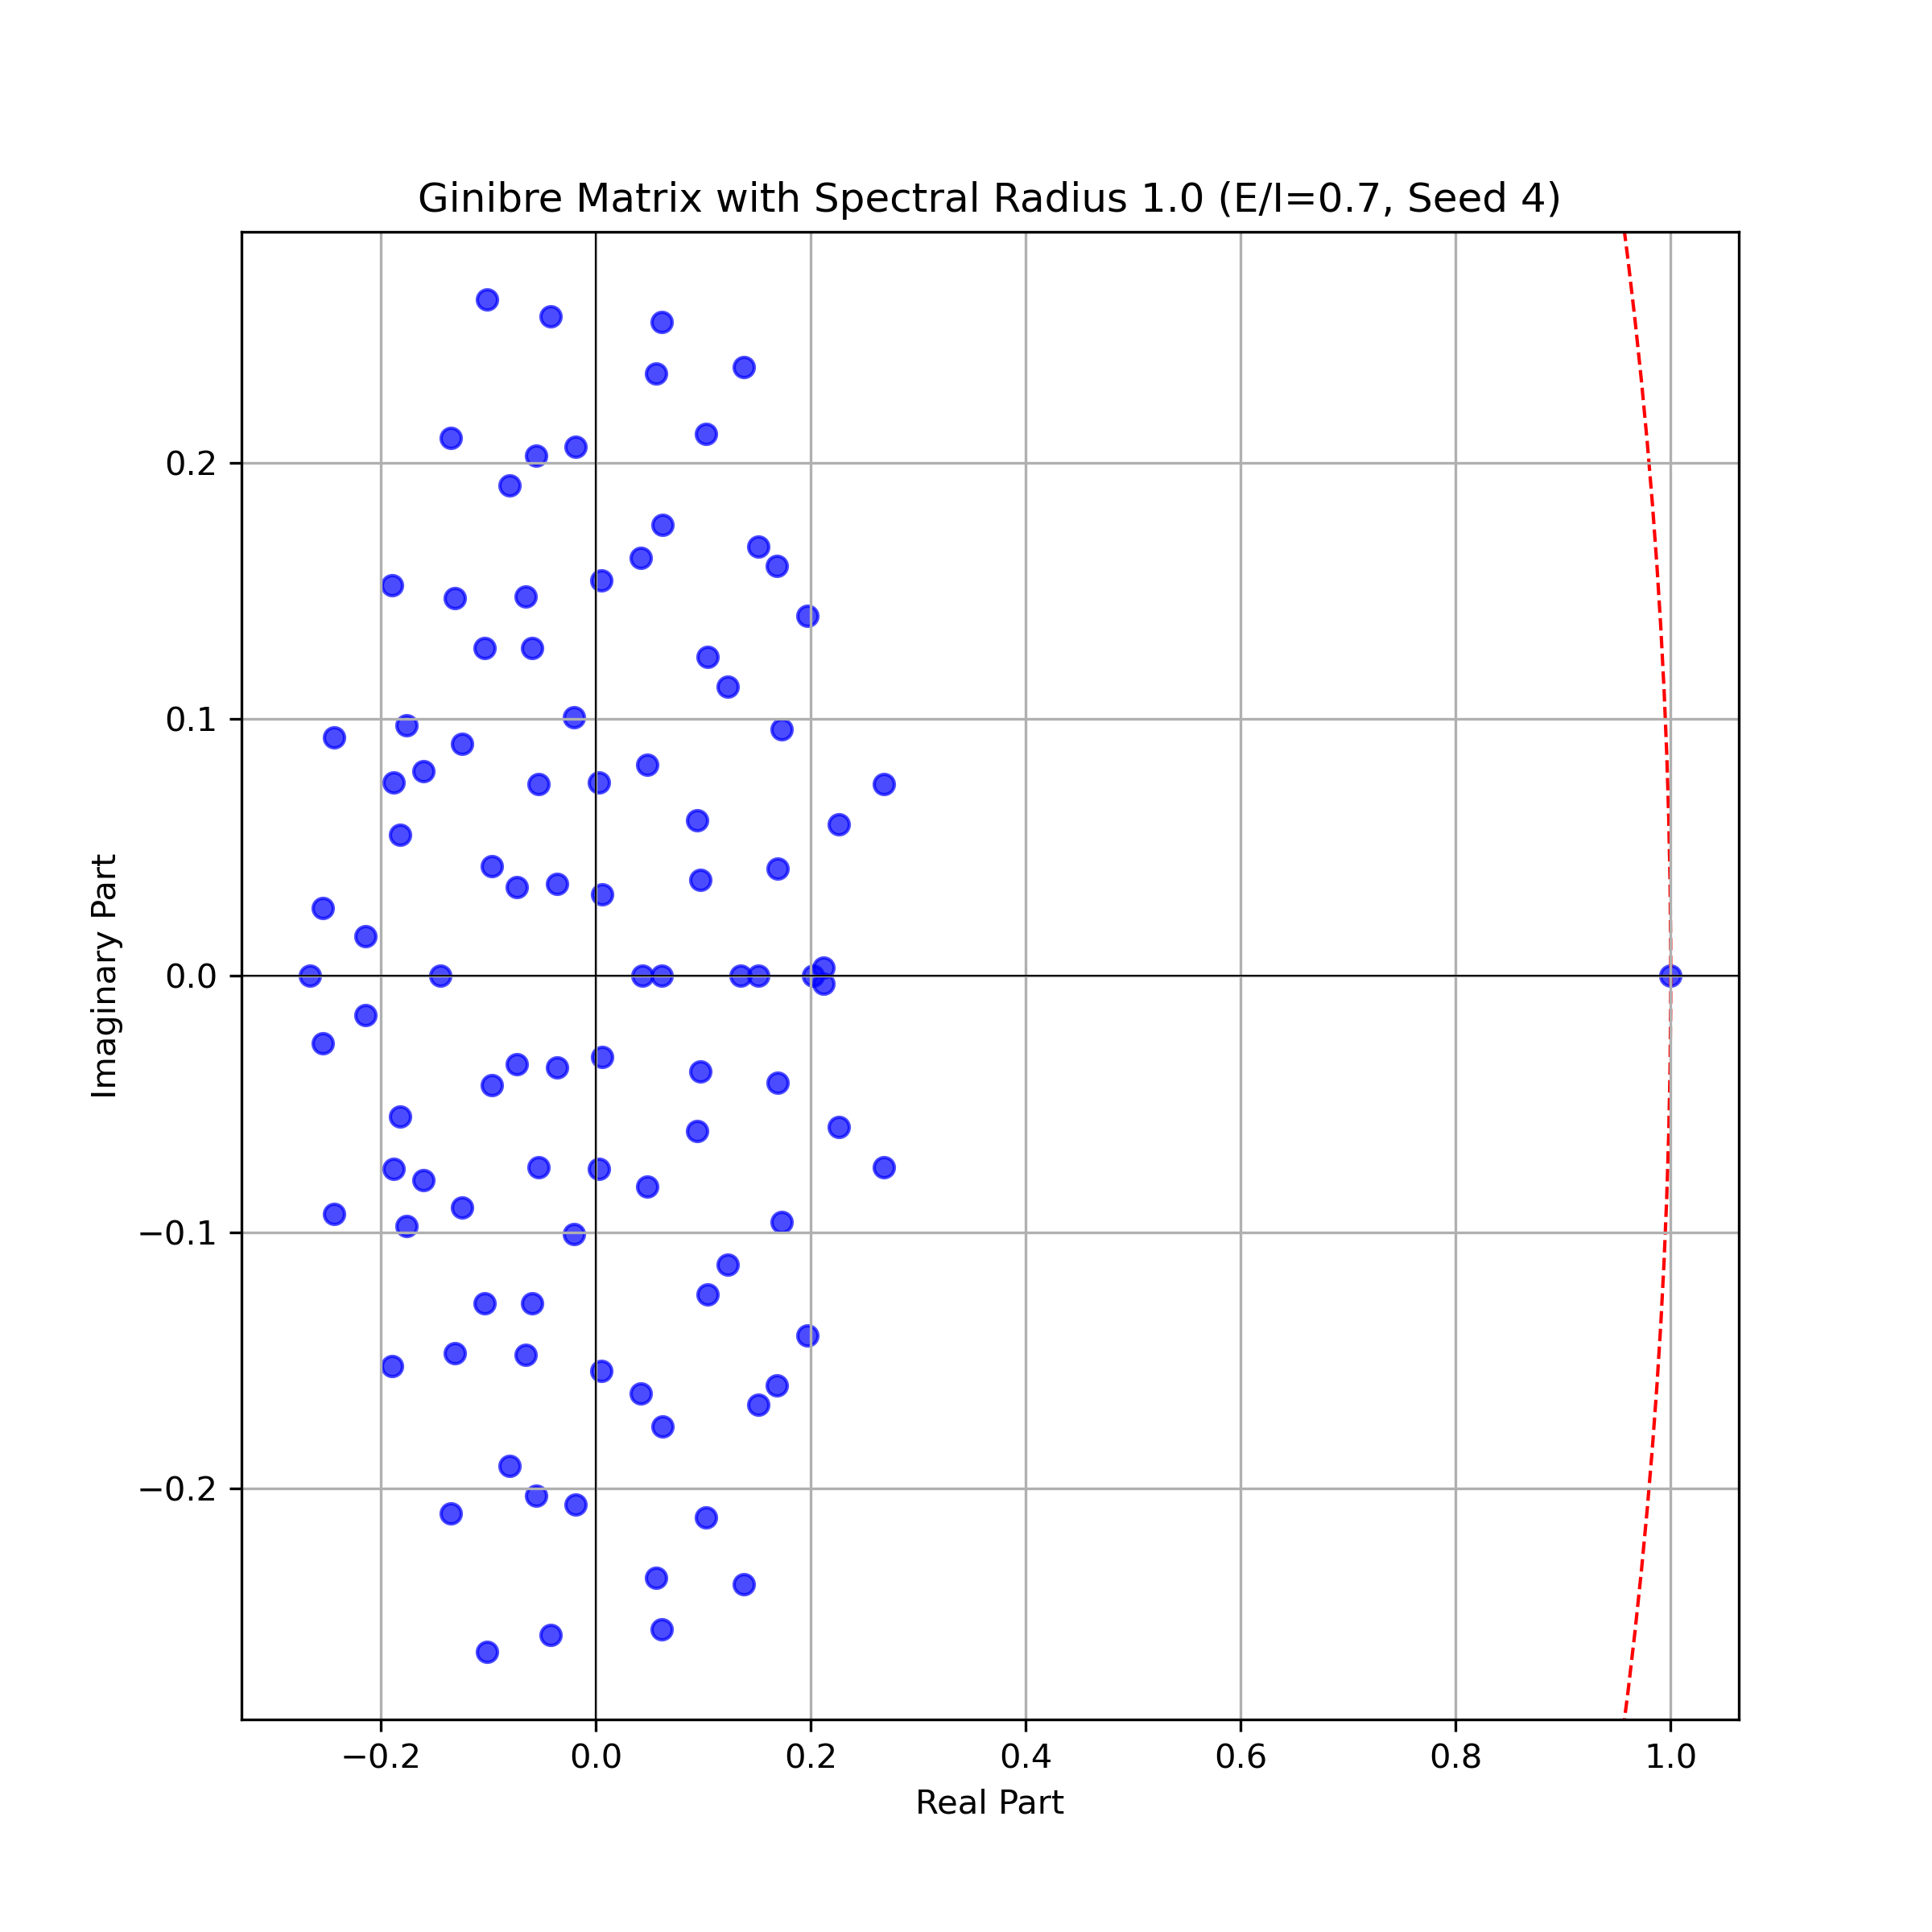 Ginibre Matrix with Spectral Radius 1.0 (E/I=0.7, Seed 4)
Imaginary Part
0.2
0.1
0.0
−0.1
−0.2
−0.2 0.0 0.2 0.4 0.6 0.8 1.0
Real Part